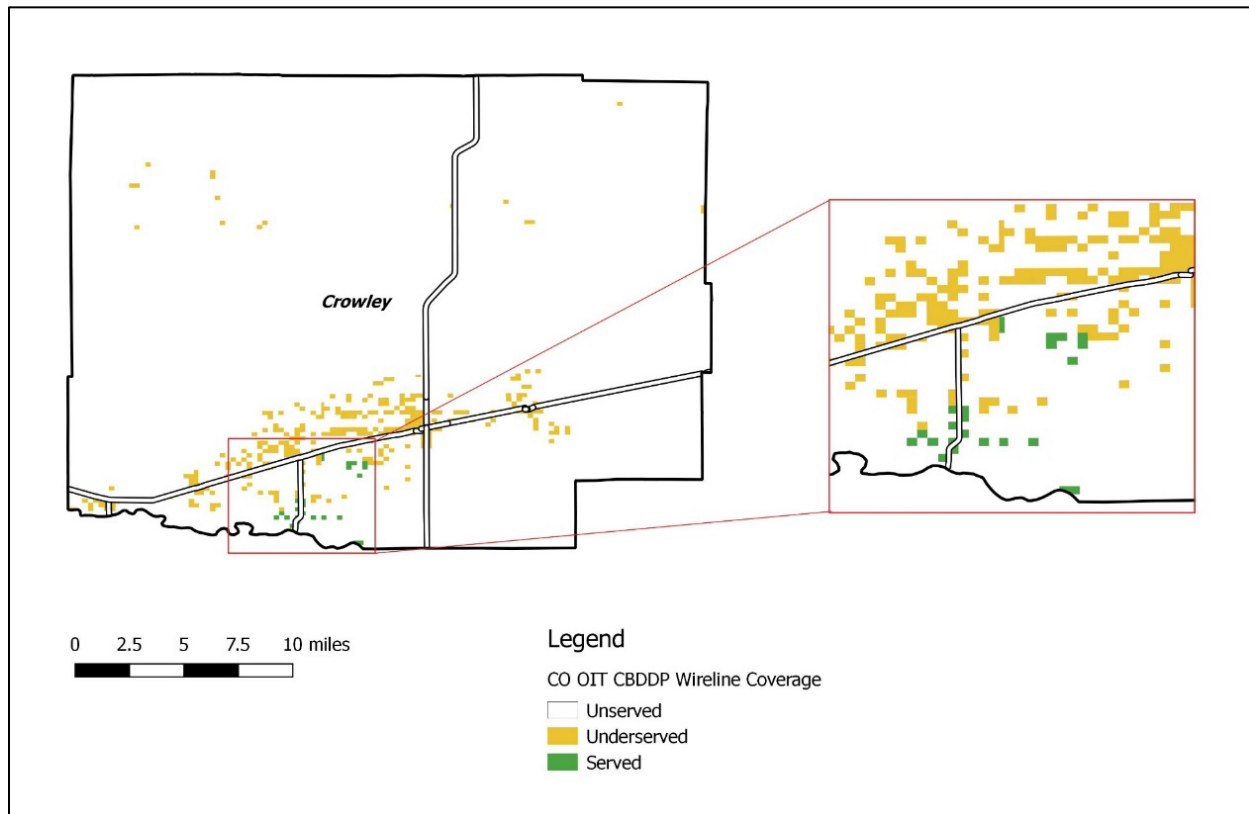 Crowley
0 2.5 5 7.5 10 miles
Legend
CO OIT CBDDP Wireline Coverage
Unserved
Underserved
Served